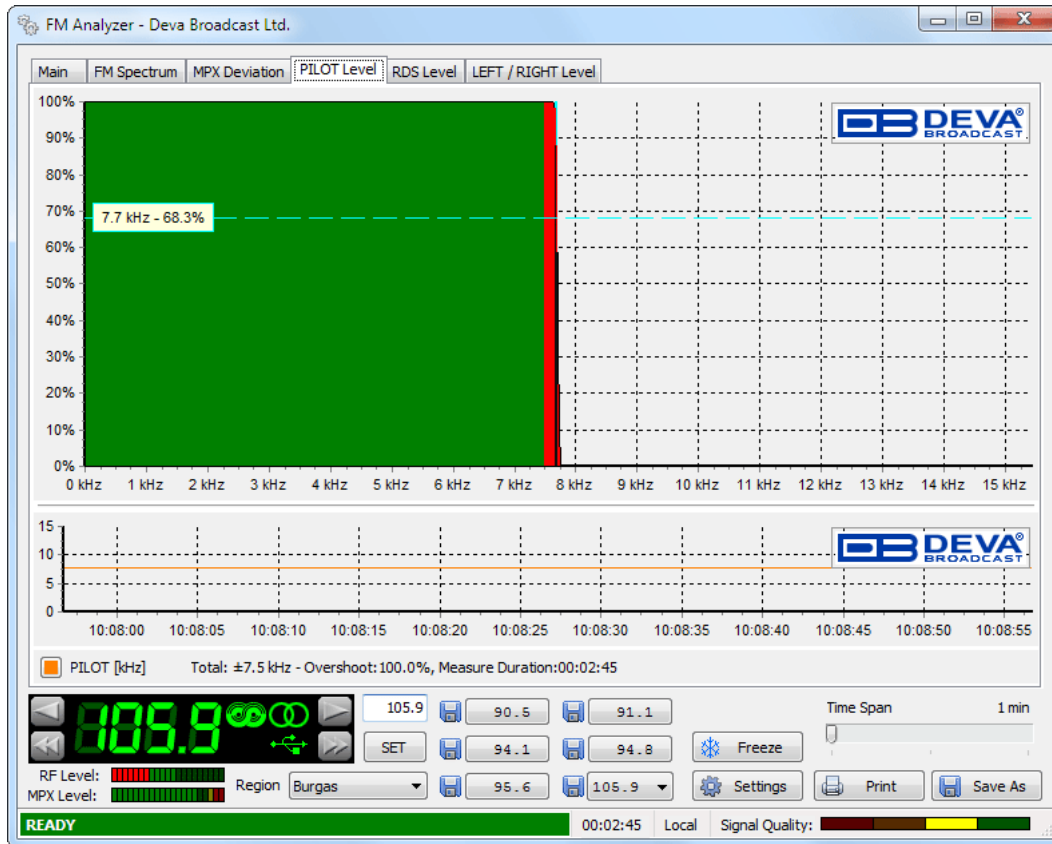 FM Analyzer - Deva Broadcast Ltd.
Main FM Spectrum MPX Deviation PILOT Level RDS Level LEFT / RIGHT Level
100%
DEVA®
BROADCAST
90%
80%
70%
7.7 kHz - 68.3%
60%
50%
40%
30%
20%
10%
0%
0 kHz 1 kHz 2 kHz 3 kHz 4 kHz 5 kHz 6 kHz 7 kHz 8 kHz 9 kHz 10 kHz 11 kHz 12 kHz 13 kHz 14 kHz 15 kHz
15
DEVA®
BROADCAST
10
5
0
10:08:00 10:08:05 10:08:10 10:08:15 10:08:20 10:08:25 10:08:30 10:08:35 10:08:40 10:08:45 10:08:50 10:08:55
PILOT [kHz] Total: ±7.5 kHz - Overshoot:100.0%, Measure Duration:00:02:45
105.9 105.9 90.5 91.1 Time Span 1 min
SET 94.1 94.8 Freeze
RF Level:
MPX Level:
Region Burgas 95.6 105.9 Settings Print Save As
READY 00:02:45 Local Signal Quality: